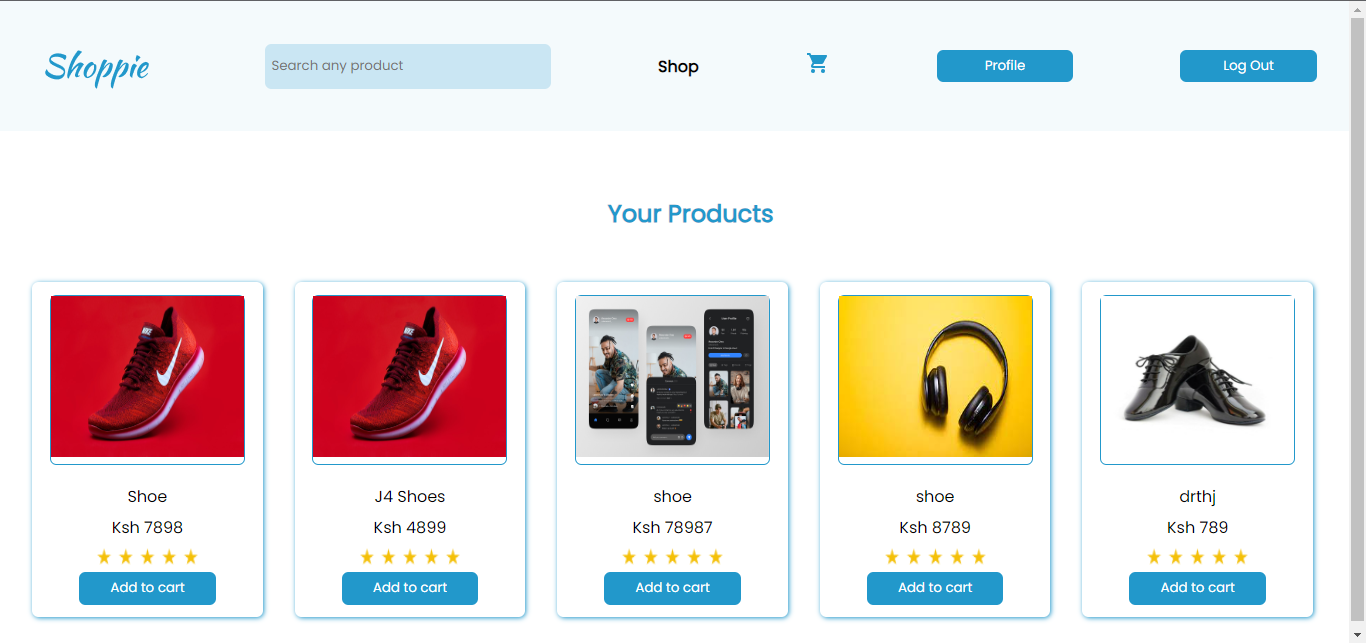 Shoppie
Search any product
Shop
Profile
Log Out
Your Products
Shoe
Ksh 7898
Add to cart
J4 Shoes
Ksh 4899
Add to cart
shoe
Ksh 78987
Add to cart
shoe
Ksh 8789
Add to cart
drthj
Ksh 789
Add to cart